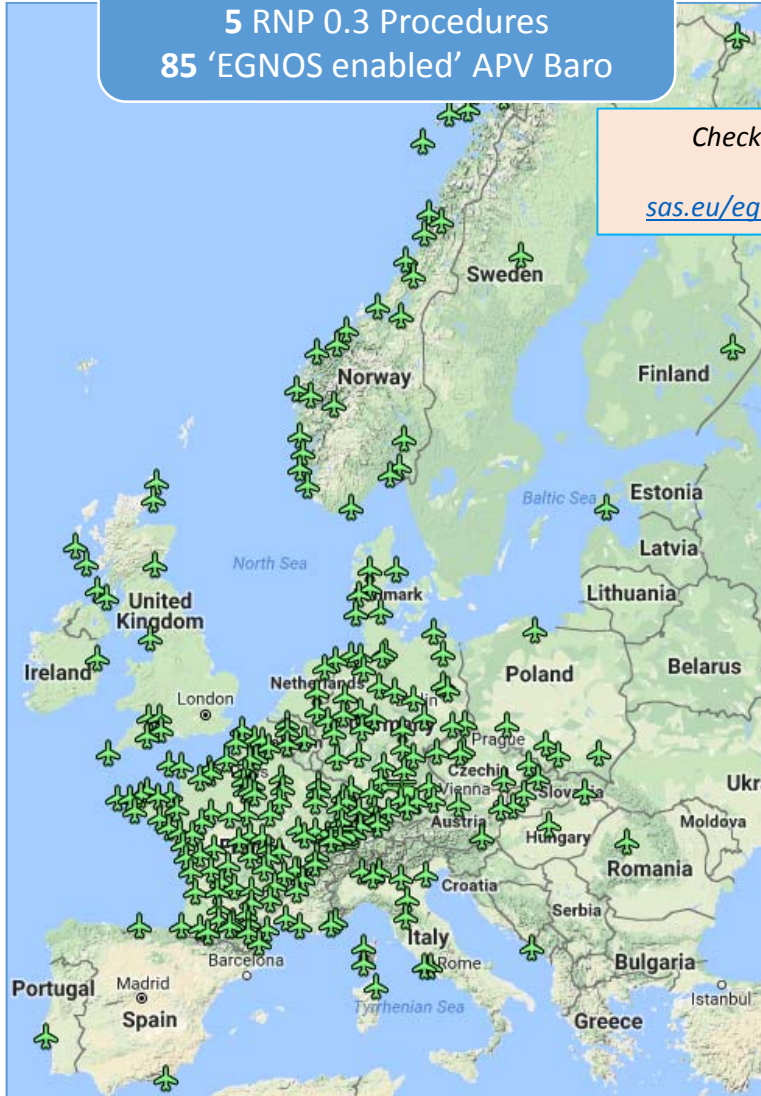 5 RNP 0.3 Procedures
85 ‘EGNOS enabled’ APV Baro
Check
sas.eu/eg
Sweden
Norway
Finland
Baltic Sea
Estonia
North Sea
Latvia
Lithuania
United
Kingdom
Ireland
Netherlands
Poland
Belarus
London
Prague
Czechia
Vienna
Slovakia
Ukr
Austria
Hungary
Moldova
Romania
Croatia
Serbia
Italy
Bulgaria
Barcelona
Rome
Portugal
Madrid
Spain
Tyrrhenian Sea
Istanbul
Greece